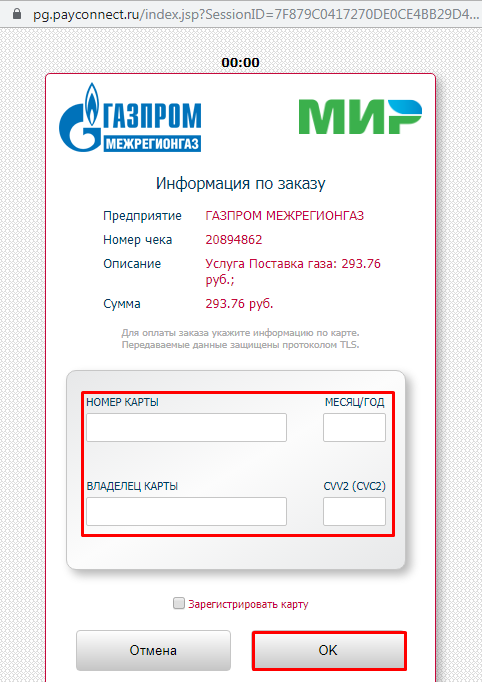 pg.payconnect.ru/index.jsp?SessionID=7F879C0417270DE0CE4BB29D4...
00:00
ГАЗПРОМ
МЕЖРЕГИОНГАЗ
МИР
Информация по заказу
Предприятие ГАЗПРОМ МЕЖРЕГИОНГАЗ
Номер чека 20894862
Описание Услуга Поставка газа: 293.76
руб.;
Сумма 293.76 руб.
Для оплаты заказа укажите информацию по карте.
Передаваемые данные защищены протоколом TLS.
НОМЕР КАРТЫ МЕСЯЦ/ГОД
ВЛАДЕЛЕЦ КАРТЫ CVV2 (CVC2)
Зарегистрировать карту
Отмена OK